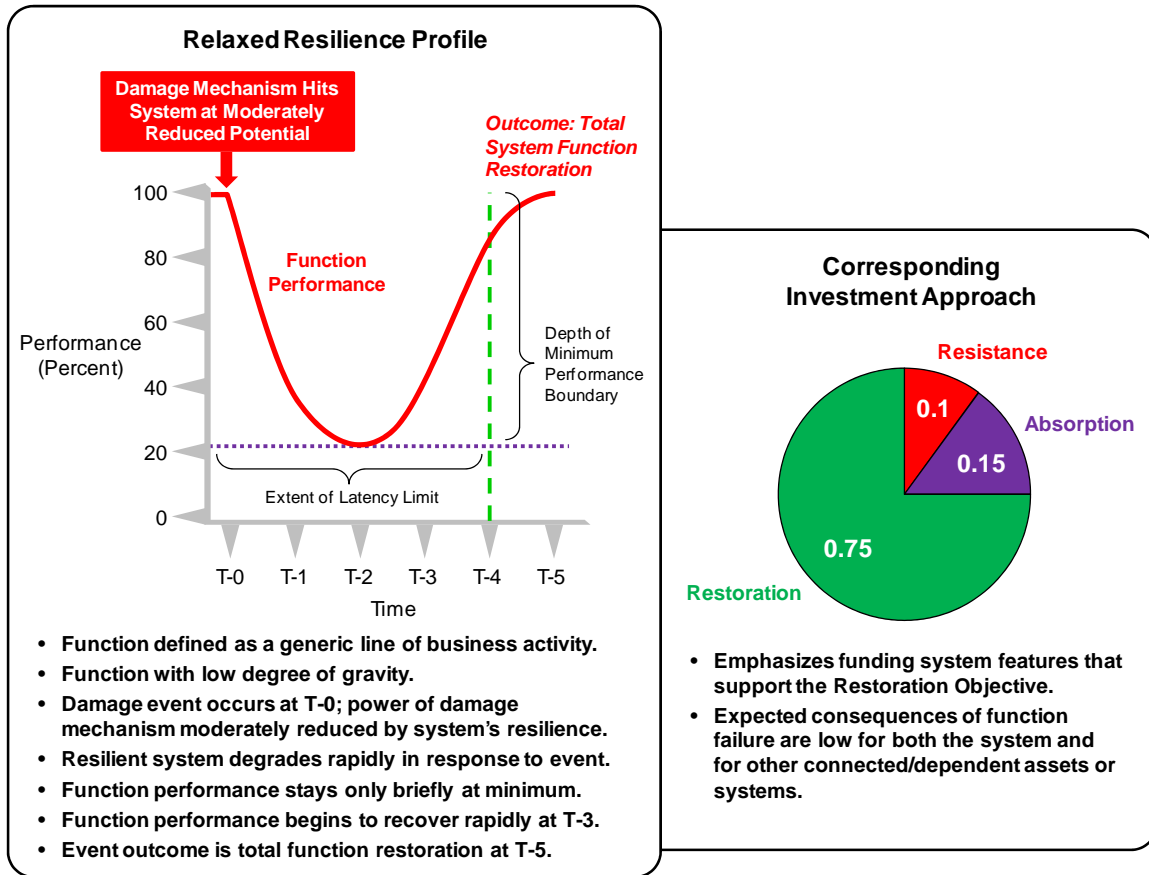 Relaxed Resilience Profile
Damage Mechanism Hits
System at Moderately
Reduced Potential
Outcome: Total
System Function
Restoration
100
80
60
40
20
0
Performance
(Percent)
Function
Performance
Depth of
Minimum
Performance
Boundary
Extent of Latency Limit
T-0 T-1 T-2 T-3 T-4 T-5
Time
• Function defined as a generic line of business activity.
• Function with low degree of gravity.
• Damage event occurs at T-0; power of damage
mechanism moderately reduced by system's resilience.
• Resilient system degrades rapidly in response to event.
• Function performance stays only briefly at minimum.
• Function performance begins to recover rapidly at T-3.
• Event outcome is total function restoration at T-5.
Corresponding
Investment Approach
Resistance
0.1
Absorption
0.15
0.75
Restoration
• Emphasizes funding system features that
support the Restoration Objective.
• Expected consequences of function
failure are low for both the system and
for other connected/dependent assets or
systems.